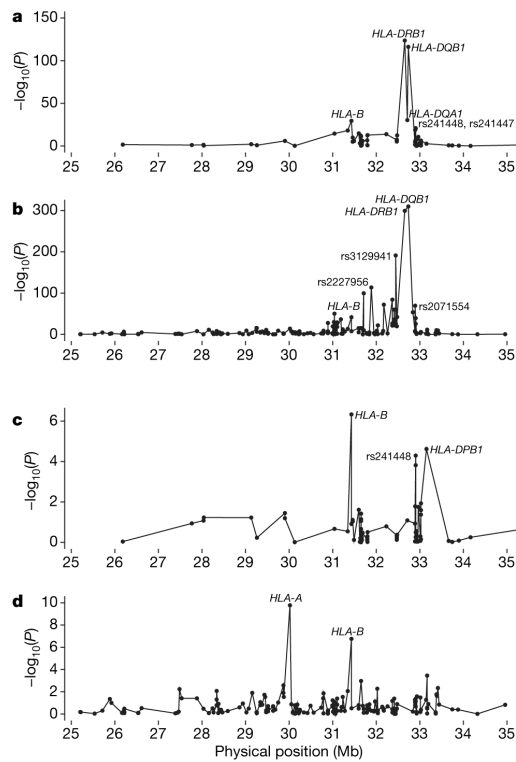 a
−log10(P)
150
100
50
0
HLA-DRB1
HLA-DQB1
HLA-B
HLA-DQA1
rs241448, rs241447
25 26 27 28 29 30 31 32 33 34 35
b
−log10(P)
300
200
100
0
HLA-DQB1
HLA-DRB1
rs3129941
rs2227956
HLA-B
rs2071554
25 26 27 28 29 30 31 32 33 34 35
c
−log10(P)
6
4
2
0
HLA-B
rs241448
HLA-DPB1
25 26 27 28 29 30 31 32 33 34 35
d
−log10(P)
10
8
6
4
2
0
HLA-A
HLA-B
25 26 27 28 29 30 31 32 33 34 35
Physical position (Mb)